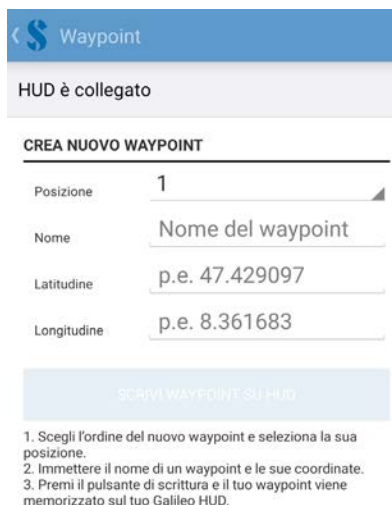 Waypoint
HUD è collegato
CREA NUOVO WAYPOINT
Posizione 1
Nome Nome del waypoint
Latitudine p.e. 47.429097
Longitudine p.e. 8.361683
SCRIVI WAYPOINT SU HUD
1. Scegli l'ordine del nuovo waypoint e seleziona la sua
posizione.
2. Immettere il nome di un waypoint e le sue coordinate.
3. Premi il pulsante di scrittura e il tuo waypoint viene
memorizzato sul tuo Galileo HUD.